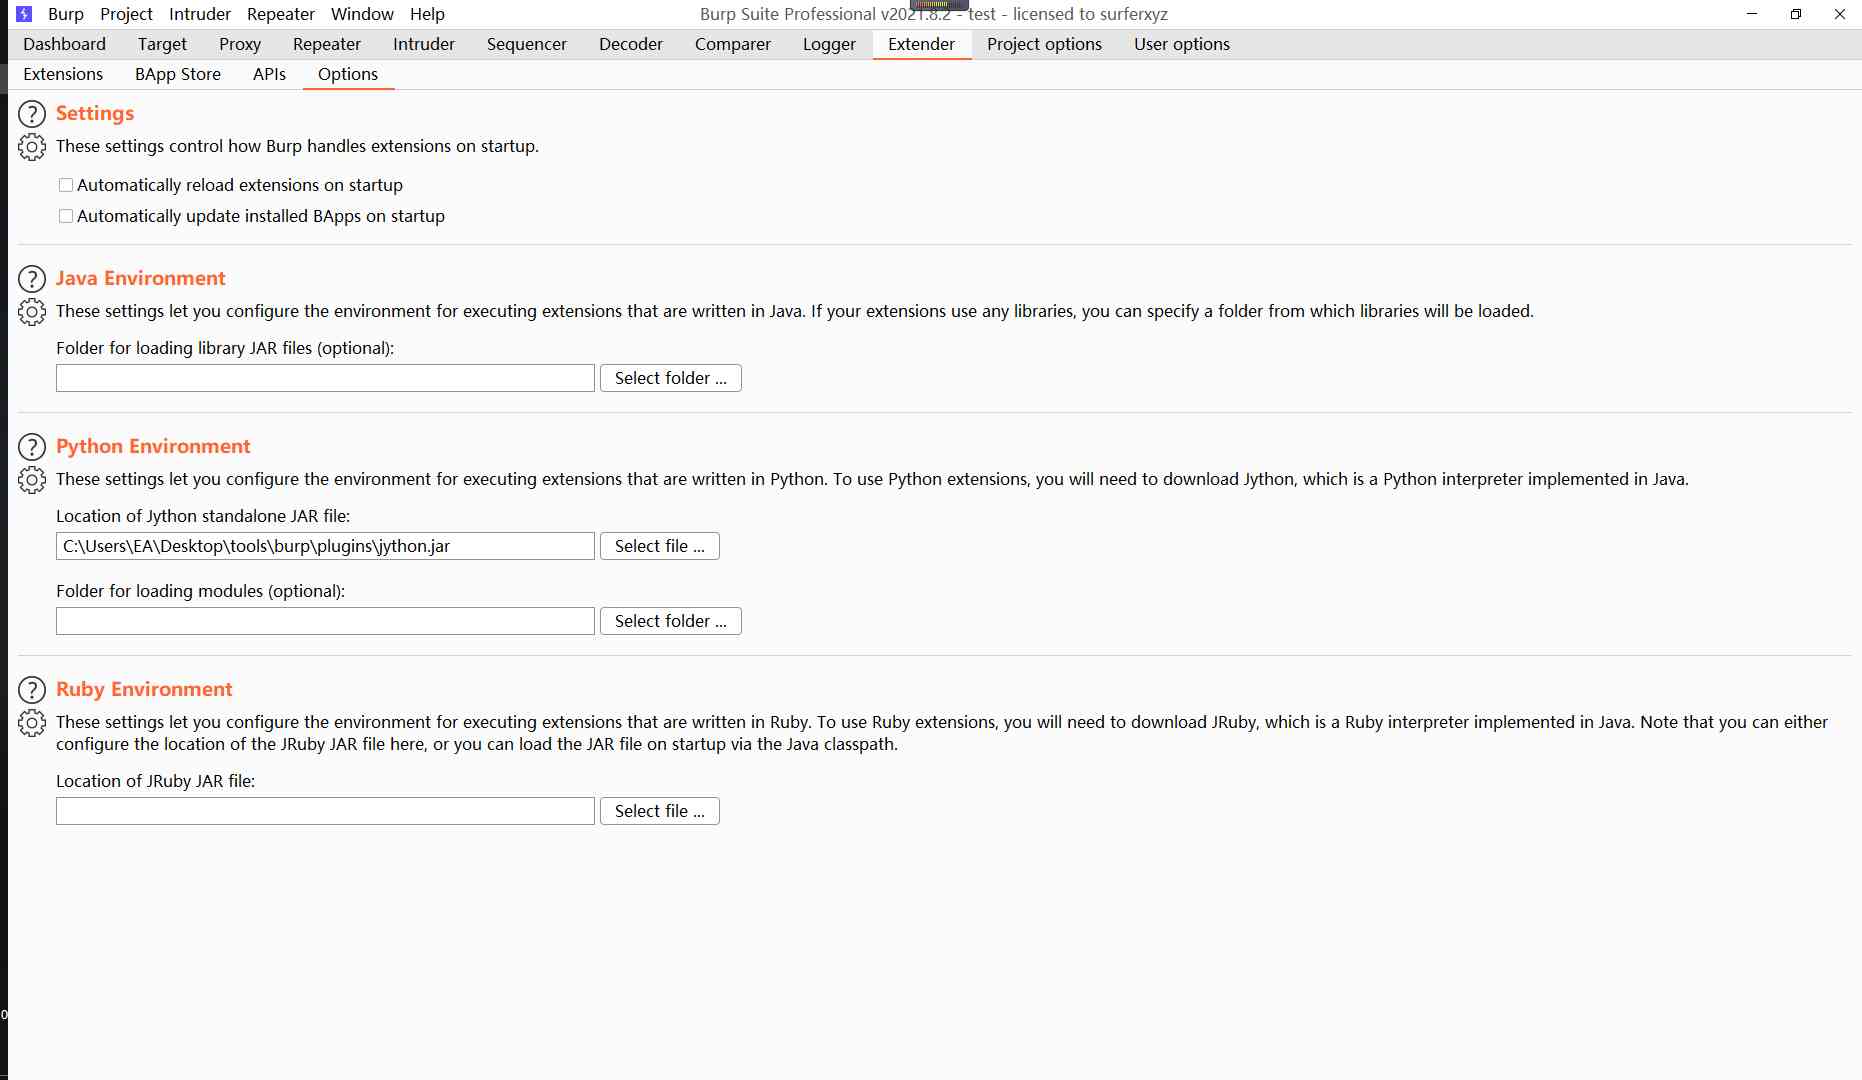 Burp Project Intruder Repeater Window Help
Burp Suite Professional v2021.8.2 - test - licensed to surferxyz
Dashboard Target Proxy Repeater Intruder Sequencer Decoder Comparer Logger Extender Project options User options
Extensions BApp Store APIs Options
Settings
These settings control how Burp handles extensions on startup.
Automatically reload extensions on startup
Automatically update installed BApps on startup
Java Environment
These settings let you configure the environment for executing extensions that are written in Java. If your extensions use any libraries, you can specify a folder from which libraries will be loaded.
Folder for loading library JAR files (optional):
Select folder ...
Python Environment
These settings let you configure the environment for executing extensions that are written in Python. To use Python extensions, you will need to download Jython, which is a Python interpreter implemented in Java.
Location of Jython standalone JAR file:
C:\Users\EA\Desktop\tools\burp\plugins\jython.jar Select file ...
Folder for loading modules (optional):
Select folder ...
Ruby Environment
These settings let you configure the environment for executing extensions that are written in Ruby. To use Ruby extensions, you will need to download JRuby, which is a Ruby interpreter implemented in Java. Note that you can either
configure the location of the JRuby JAR file here, or you can load the JAR file on startup via the Java classpath.
Location of JRuby JAR file:
Select file ...
0